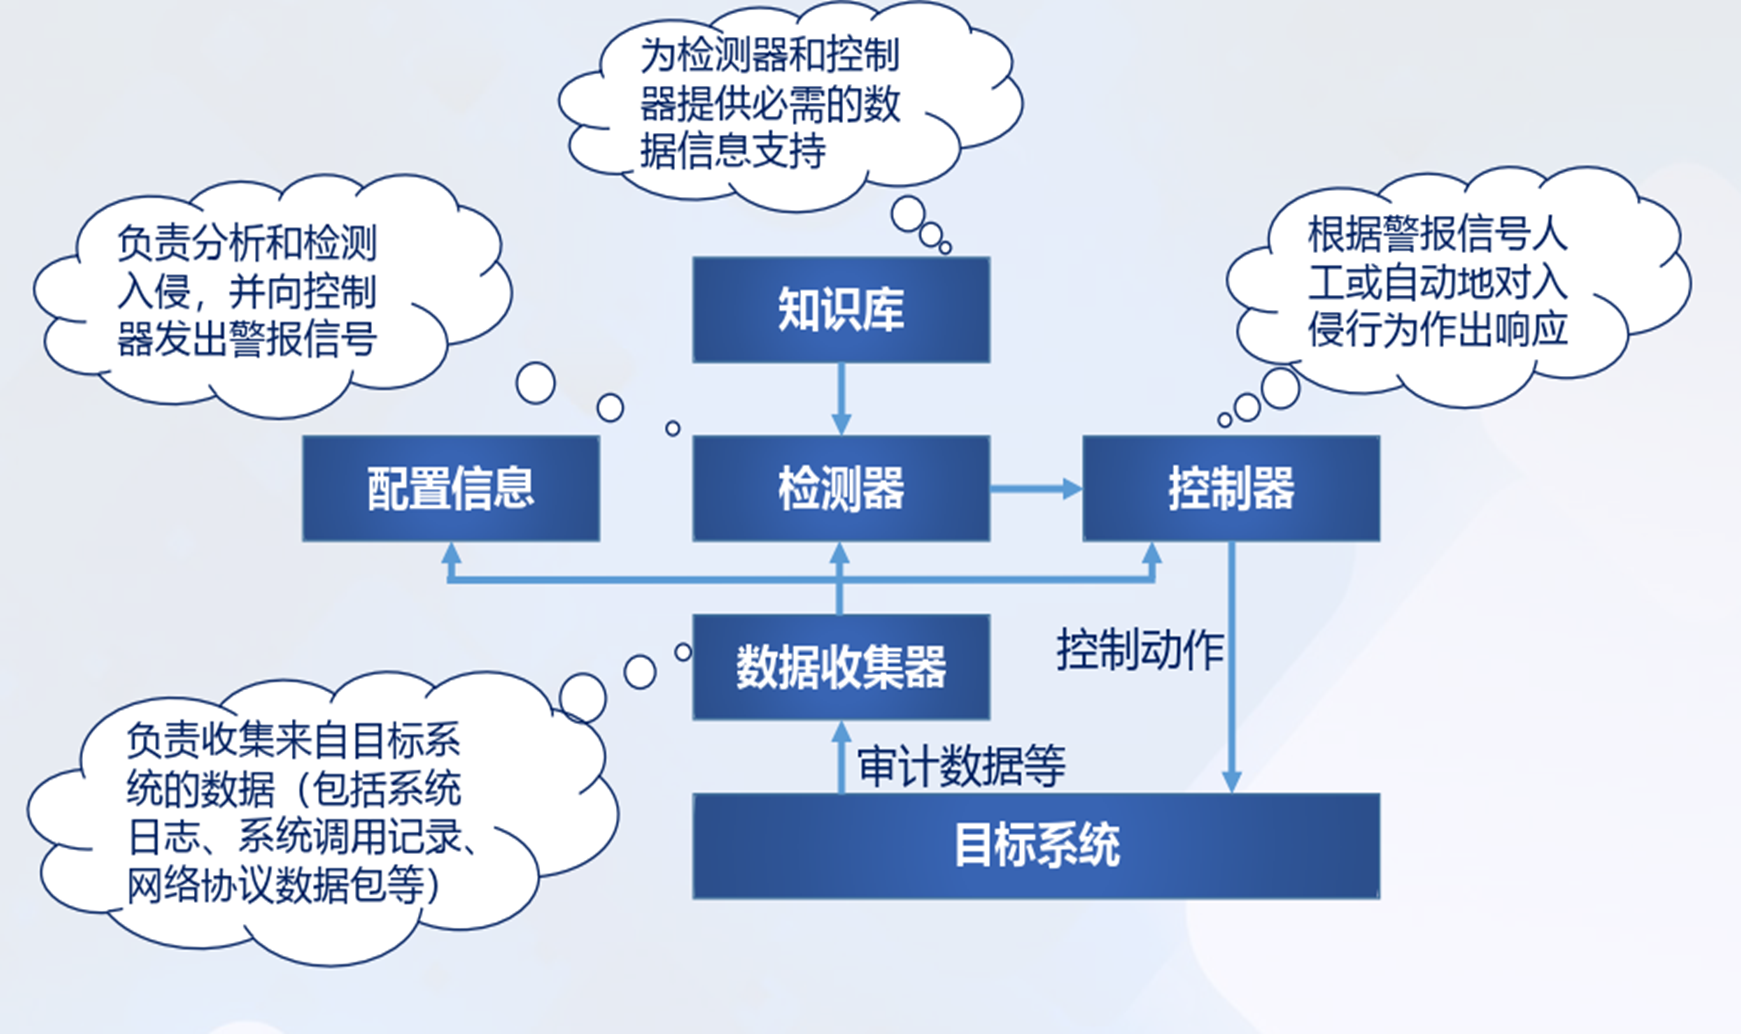 为检测器和控制
器提供必需的数
据信息支持
负责分析和检测
入侵，并向控制
器发出警报信号
根据警报信号人
工或自动地对入
侵行为作出响应
知识库
配置信息
检测器
控制器
数据收集器
控制动作
负责收集来自目标系
统的数据（包括系统
日志、系统调用记录、
网络协议数据包等）
审计数据等
目标系统